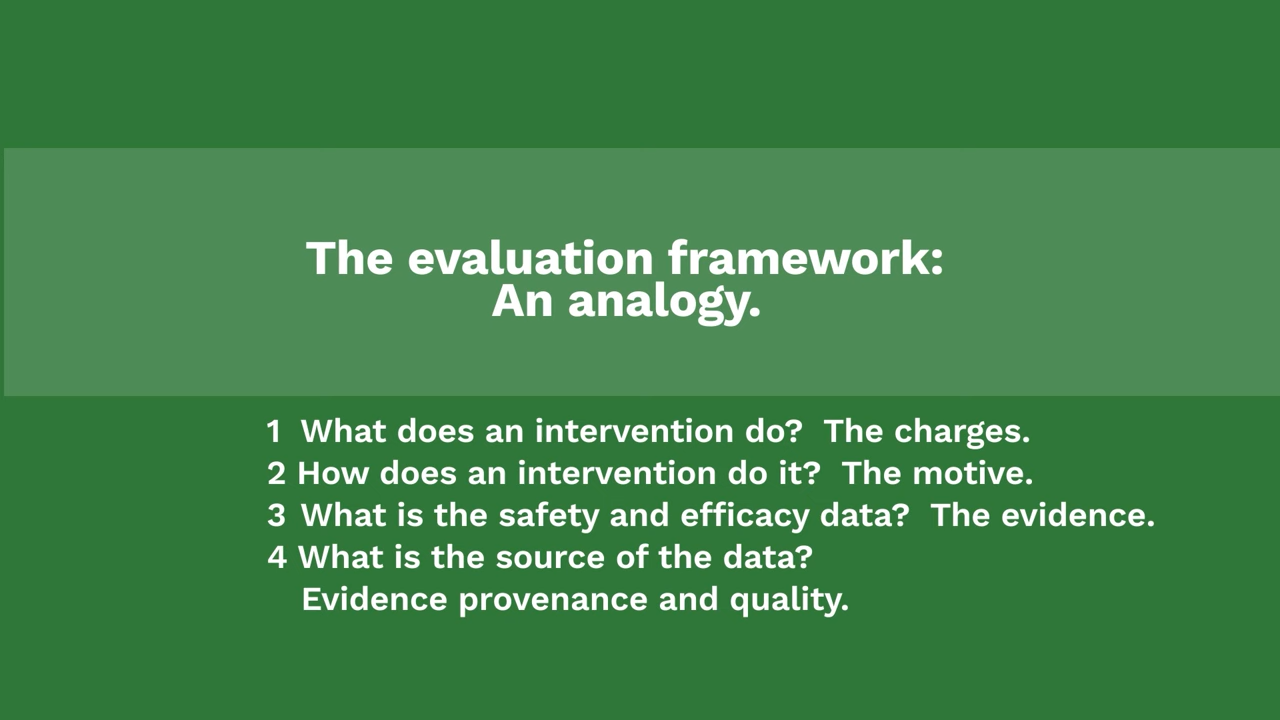 The evaluation framework:
An analogy.
1 What does an intervention do? The charges.
2 How does an intervention do it? The motive.
3 What is the safety and efficacy data? The evidence.
4 What is the source of the data?
Evidence provenance and quality.